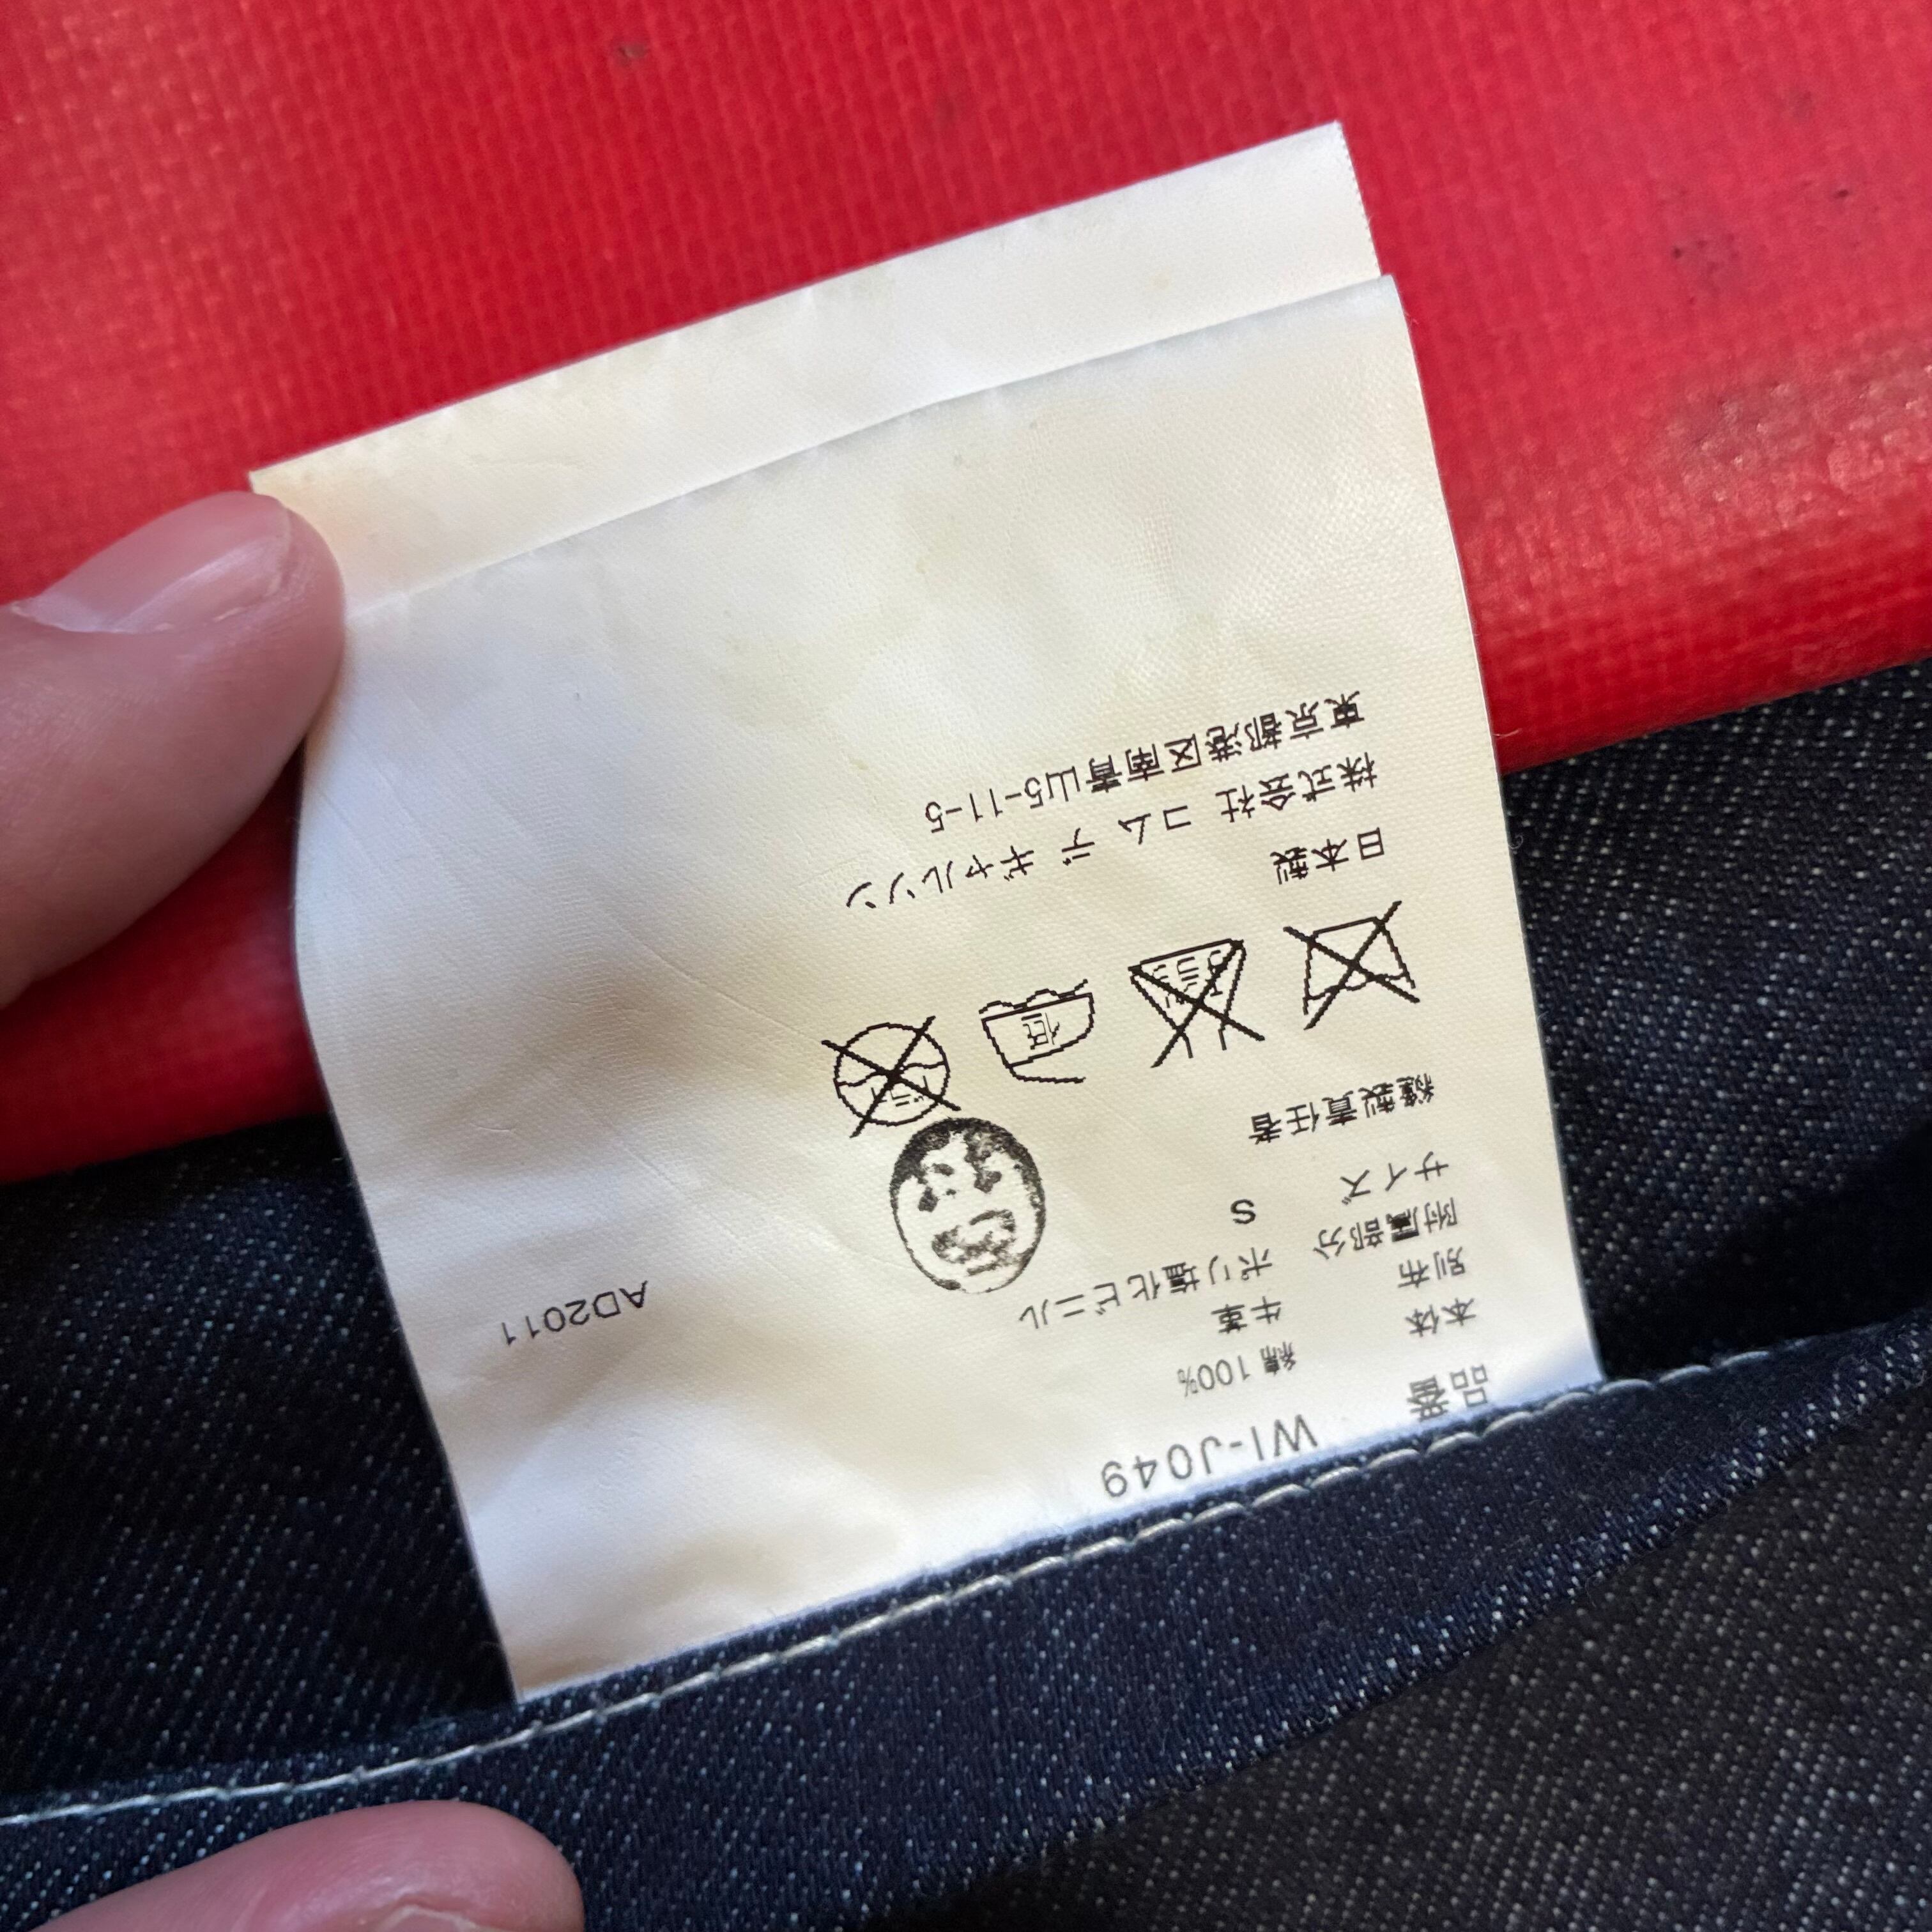 品番 WI-J049
本体 綿 100%
別布 牛革
附属部分 ポリ塩化ビニル
サイズ S
縫製責任者
AD2011
低
日本製
株式会社 コム デ ギャルソン
東京都港区南青山5-11-5